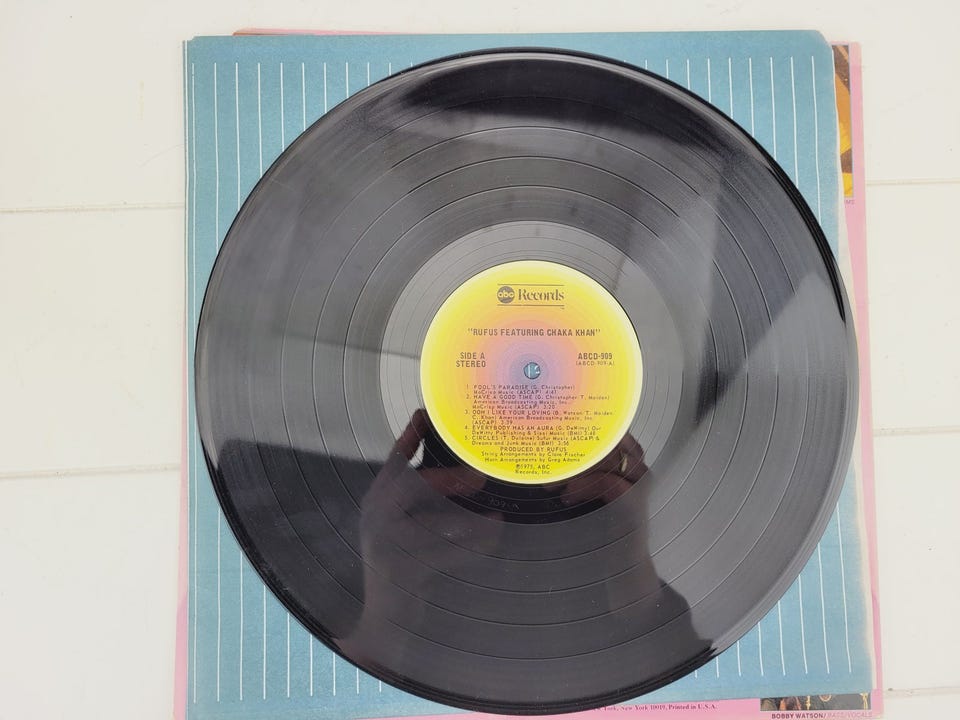 abc Records
"RUFUS FEATURING CHAKA KHAN"
SIDE A
STEREO
ABCD-909
(ABCD-909-A)
1. FOOL'S PARADISE (G. Christopher)
McCrisp Music (ASCAP) 4:41
2. HAVE A GOOD TIME (G. Christopher-T. Maiden)
American Broadcasting Music, Inc.
McCrisp Music (ASCAP) 3:20
3. OOH I LIKE YOUR LOVING (B. Watson-T. Maiden
C. Khan) American Broadcasting Music, Inc.
(ASCAP) 3:39
4. EVERYBODY HAS AN AURA (G. DeWitty) Our
DeWitty Publishing & Sissi Music (BMI) 3:48
5. CIRCLES (T. Dulaine) Sufur Music (ASCAP) &
Dreams and Junk Music (BMI) 3:56
PRODUCED BY RUFUS
String Arrangements by Clare Fischer
Horn Arrangements by Greg Adams
℗1975, ABC
Records, Inc.
York, New York 10019, Printed in U.S.A.
BOBBY WATSON/BASS/VOCALS